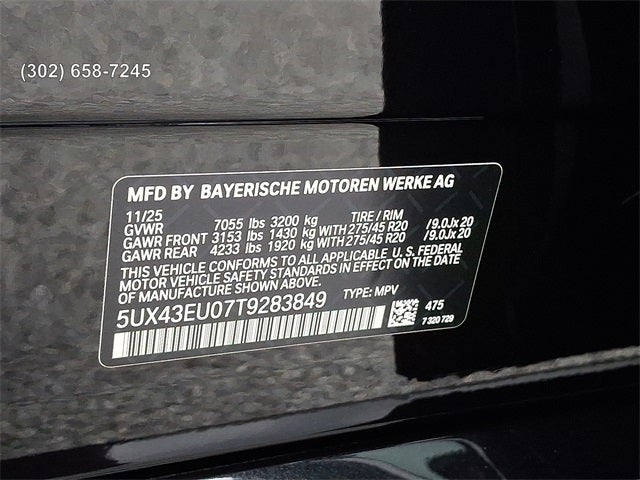 (302) 658-7245
MFD BY BAYERISCHE MOTOREN WERKE AG
11/25 TIRE / RIM
GVWR 7055 lbs 3200 kg
GAWR FRONT 3153 lbs 1430 kg WITH 275/45 R20 /9.0Jx20
GAWR REAR 4233 lbs 1920 kg WITH 275/45 R20 /9.0Jx20
THIS VEHICLE CONFORMS TO ALL APPLICABLE U.S. FEDERAL
MOTOR VEHICLE SAFETY STANDARDS IN EFFECT ON THE DATE
OF MANUFACTURE SHOWN ABOVE.
5UX43EU07T9283849 TYPE: MPV
475
7 320 729